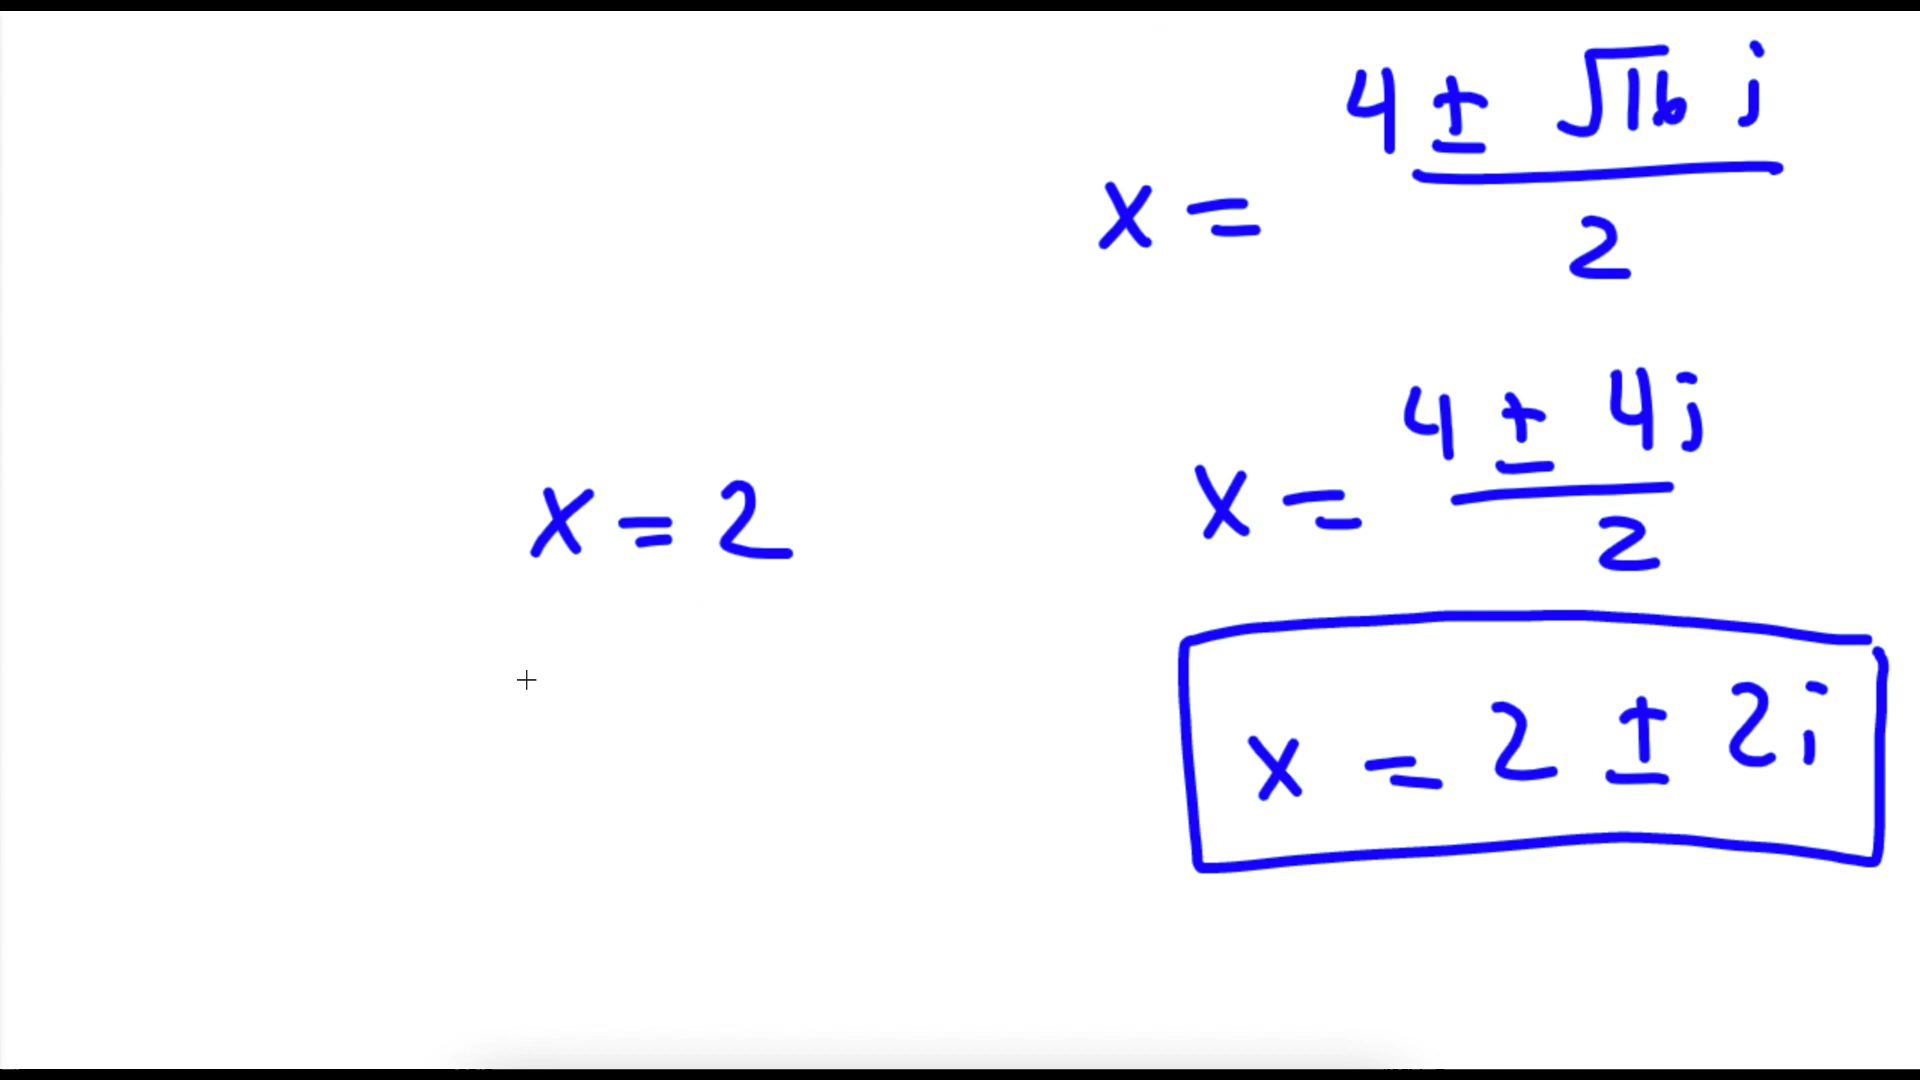 x = (4 ± √16 i) / 2
x = (4 ± 4i) / 2
x = 2
x = 2 ± 2i